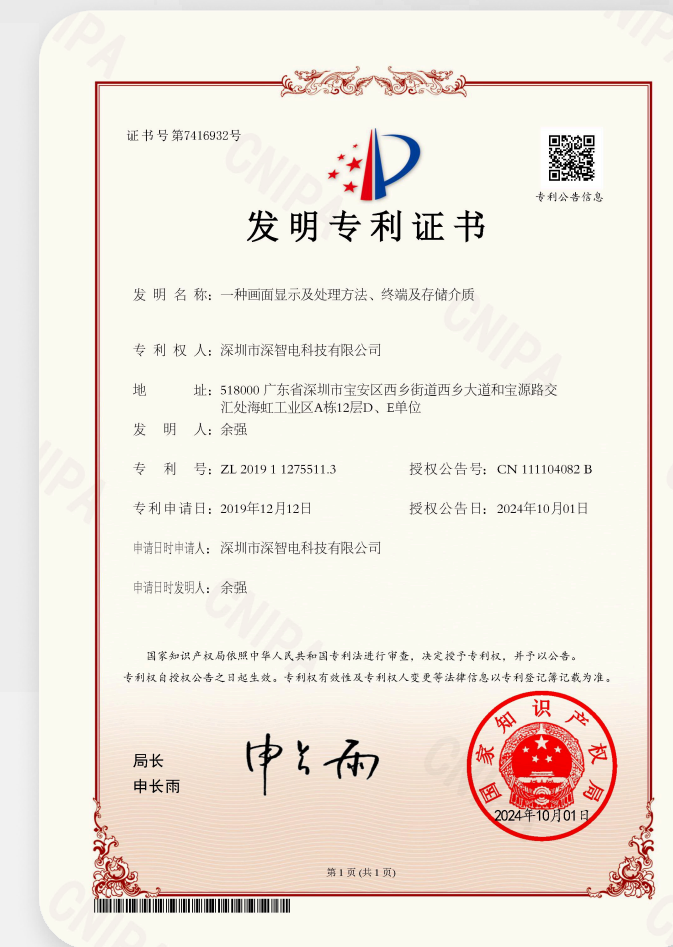 证书号第7416932号
专利公告信息
发明专利证书
发明名称：一种画面显示及处理方法、终端及存储介质
专利权人：深圳市深智电科技有限公司
地址：518000 广东省深圳市宝安区西乡街道西乡大道和宝源路交
汇处海虹工业区A栋12层D、E单位
发明人：余强
专利号：ZL 2019 1 1275511.3 授权公告号：CN 111104082 B
专利申请日：2019年12月12日 授权公告日：2024年10月01日
申请日时申请人：深圳市深智电科技有限公司
申请日时发明人：余强
国家知识产权局依照中华人民共和国专利法进行审查，决定授予专利权，并予以公告。
专利权自授权公告之日起生效。专利权有效性及专利权人变更等法律信息以专利登记簿记载为准。
局长
申长雨
申长雨
国家知识产权局
2024年10月01日
第 1 页 (共 1 页)
CNIPA
CNIPA
CNIPA
CNIPA
CNIPA
CNIPA
CNIPA